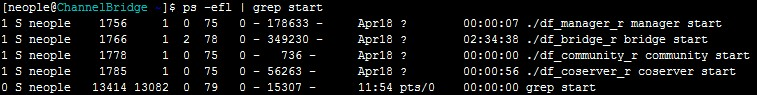 [neople@ChannelBridge ~]$ ps -efl | grep start
1 S neople 1756 1 0 75 0 - 178633 - Apr18 ? 00:00:07 ./df_manager_r manager start
1 S neople 1766 1 2 78 0 - 349230 - Apr18 ? 02:34:38 ./df_bridge_r bridge start
1 S neople 1778 1 0 75 0 - 736 - Apr18 ? 00:00:00 ./df_community_r community start
1 S neople 1785 1 0 75 0 - 56263 - Apr18 ? 00:00:56 ./df_coserver_r coserver start
0 S neople 13414 13082 0 79 0 - 15307 - 11:54 pts/0 00:00:00 grep start